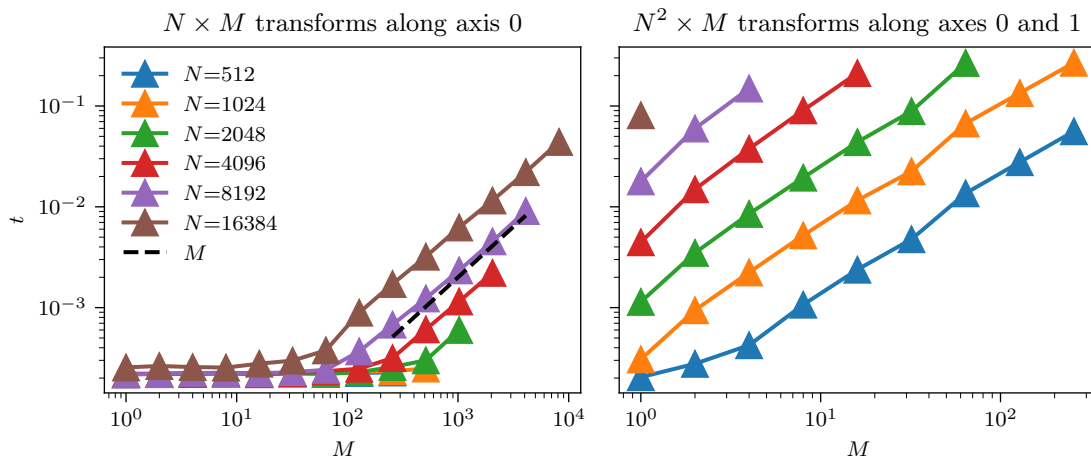 N × M transforms along axis 0
N² × M transforms along axes 0 and 1
N=512
N=1024
N=2048
N=4096
N=8192
N=16384
M
t
10⁻¹
10⁻²
10⁻³
10⁰ 10¹ 10² 10³ 10⁴
M
10⁰ 10¹ 10²
M